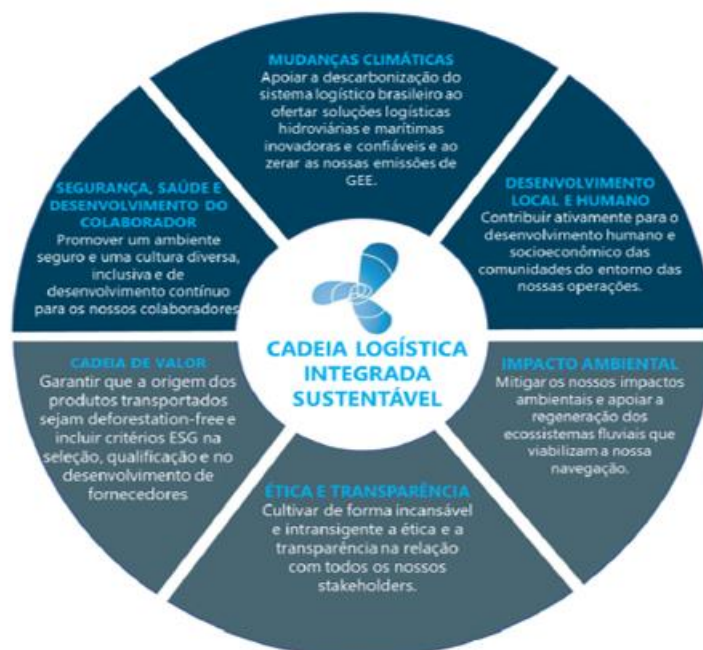 MUDANÇAS CLIMÁTICAS
Apoiar a descarbonização do
sistema logístico brasileiro ao
ofertar soluções logísticas
hidroviárias e marítimas
inovadoras e confiáveis e ao
zerar as nossas emissões de
GEE.
DESENVOLVIMENTO
LOCAL E HUMANO
Contribuir ativamente para o
desenvolvimento humano e
socioeconômico das
comunidades do entorno das
nossas operações.
IMPACTO AMBIENTAL
Mitigar os nossos impactos
ambientais e apoiar a
regeneração dos
ecossistemas fluviais que
viabilizam a nossa
navegação.
ÉTICA E TRANSPARÊNCIA
Cultivar de forma incansável
e intransigente a ética e a
transparência na relação
com todos os nossos
stakeholders.
CADEIA DE VALOR
Garantir que a origem dos
produtos transportados
sejam deforestation-free e
incluir critérios ESG na
seleção, qualificação e no
desenvolvimento de
fornecedores
SEGURANÇA, SAÚDE E
DESENVOLVIMENTO DO
COLABORADOR
Promover um ambiente
seguro e uma cultura diversa,
inclusiva e de
desenvolvimento contínuo
para os nossos colaboradores
CADEIA LOGÍSTICA
INTEGRADA
SUSTENTÁVEL